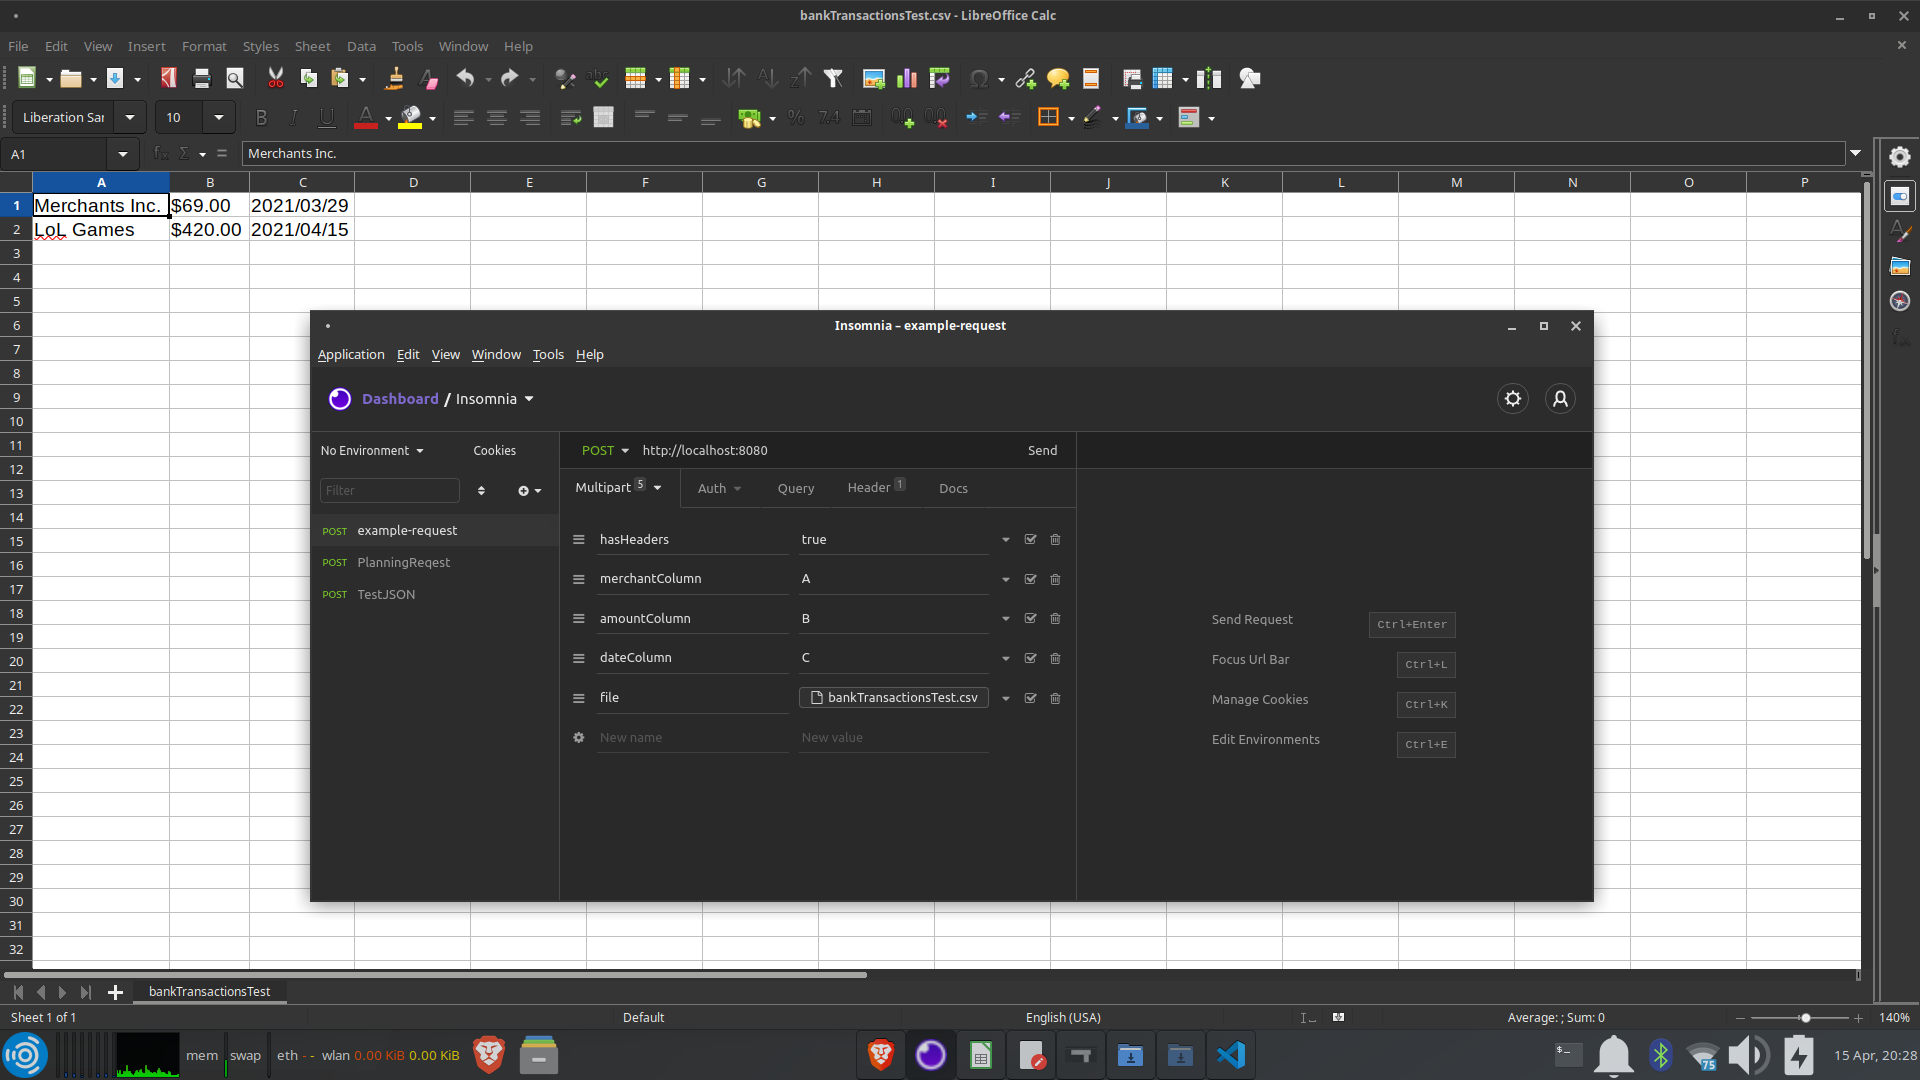 bankTransactionsTest.csv - LibreOffice Calc
File Edit View Insert Format Styles Sheet Data Tools Window Help
Liberation Sar 10
A1 Merchants Inc.
A B C D E F G H I J K L M N O P
1 Merchants Inc. $69.00 2021/03/29
2 LoL Games $420.00 2021/04/15
3
4
5
6
7
8
9
10
11
12
13
14
15
16
17
18
19
20
21
22
23
24
25
26
27
28
29
30
31
32
Insomnia – example-request
Application Edit View Window Tools Help
Dashboard / Insomnia
No Environment Cookies
Filter
POST example-request
POST PlanningReqest
POST TestJSON
POST http://localhost:8080 Send
Multipart 5 Auth Query Header 1 Docs
hasHeaders true
merchantColumn A
amountColumn B
dateColumn C
file bankTransactionsTest.csv
New name New value
Send Request Ctrl+Enter
Focus Url Bar Ctrl+L
Manage Cookies Ctrl+K
Edit Environments Ctrl+E
bankTransactionsTest
Sheet 1 of 1 Default English (USA) Average: ; Sum: 0 140%
mem swap eth - - wlan 0.00 KiB 0.00 KiB 75 15 Apr, 20:28